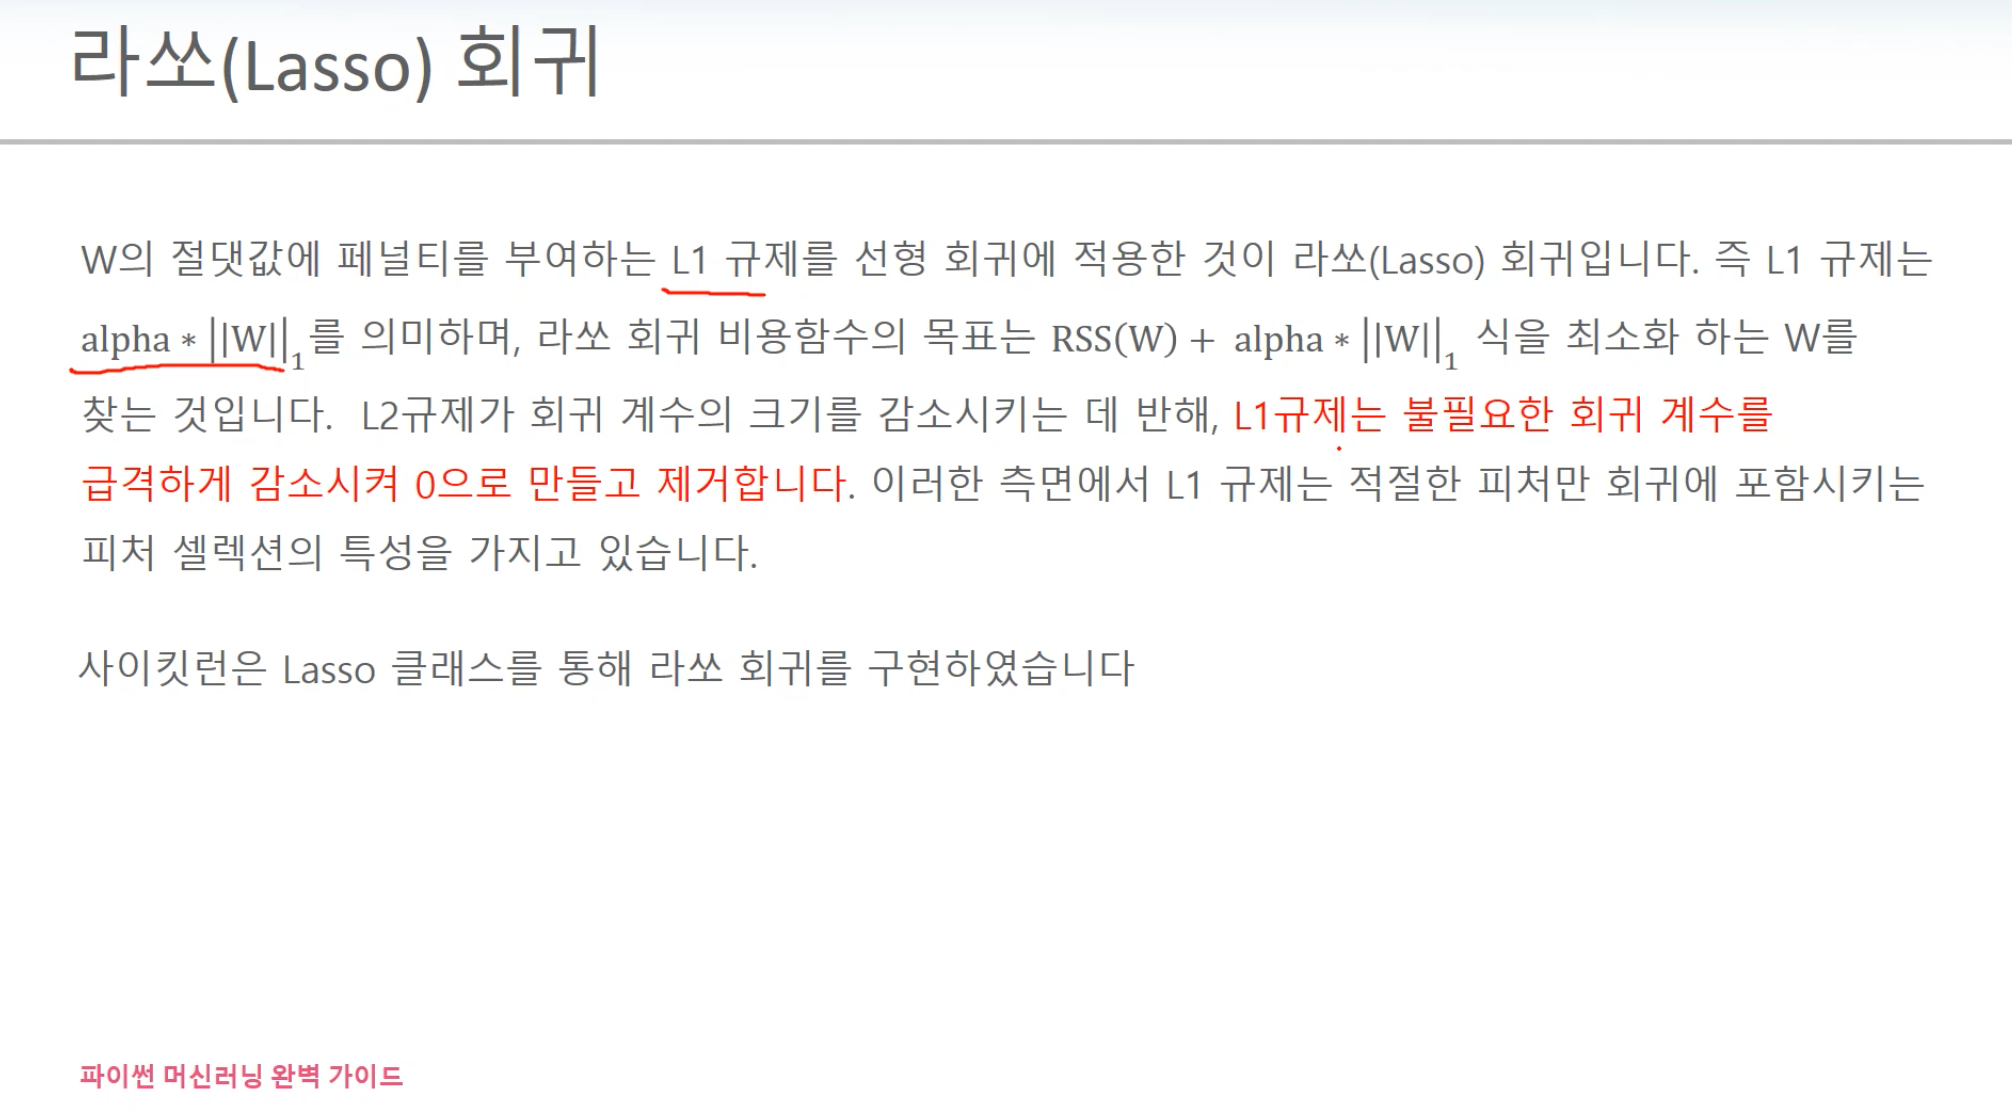 라쏘(Lasso) 회귀
W의 절댓값에 페널티를 부여하는 L1 규제를 선형 회귀에 적용한 것이 라쏘(Lasso) 회귀입니다. 즉 L1 규제는
alpha ∗ ||W||₁를 의미하며, 라쏘 회귀 비용함수의 목표는 RSS(W) + alpha ∗ ||W||₁ 식을 최소화 하는 W를
찾는 것입니다. L2규제가 회귀 계수의 크기를 감소시키는 데 반해, L1규제는 불필요한 회귀 계수를
급격하게 감소시켜 0으로 만들고 제거합니다. 이러한 측면에서 L1 규제는 적절한 피처만 회귀에 포함시키는
피처 셀렉션의 특성을 가지고 있습니다.
사이킷런은 Lasso 클래스를 통해 라쏘 회귀를 구현하였습니다
파이썬 머신러닝 완벽 가이드